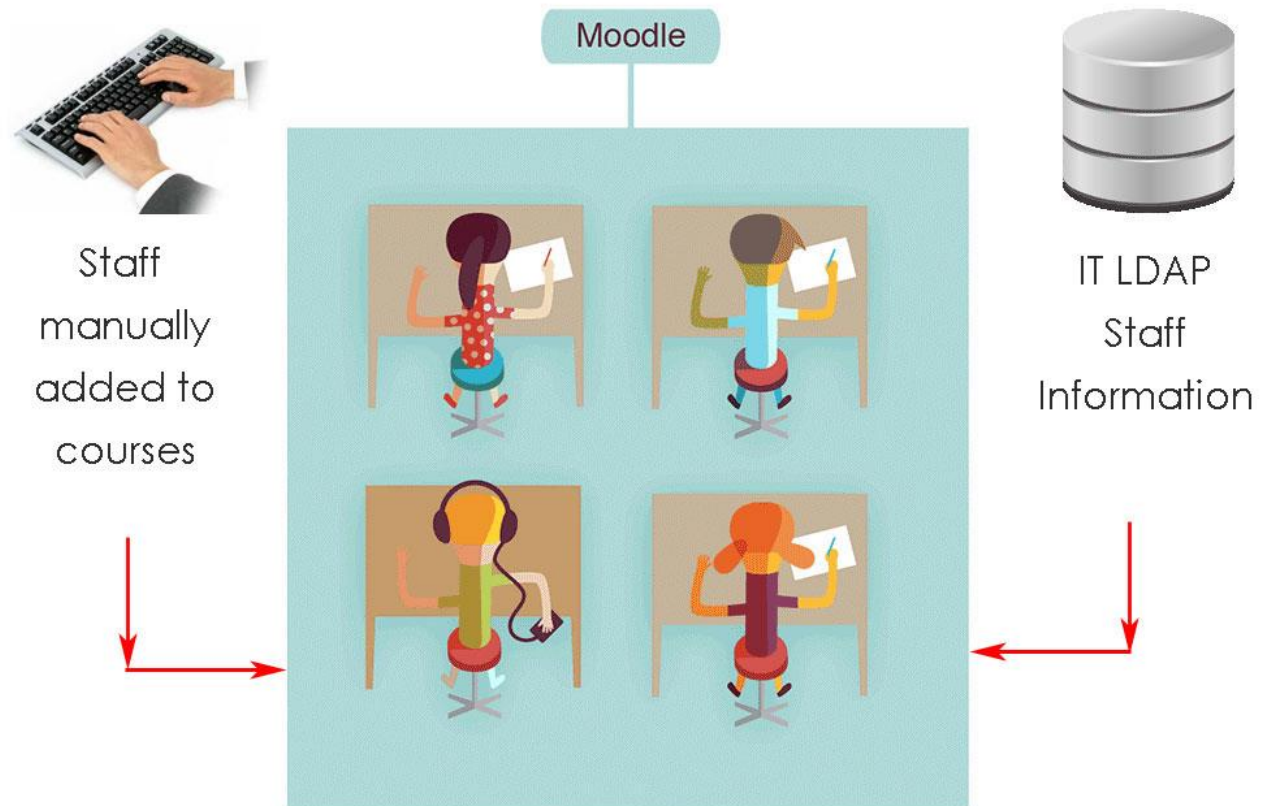 Moodle
Staff
manually
added to
courses
IT LDAP
Staff
Information